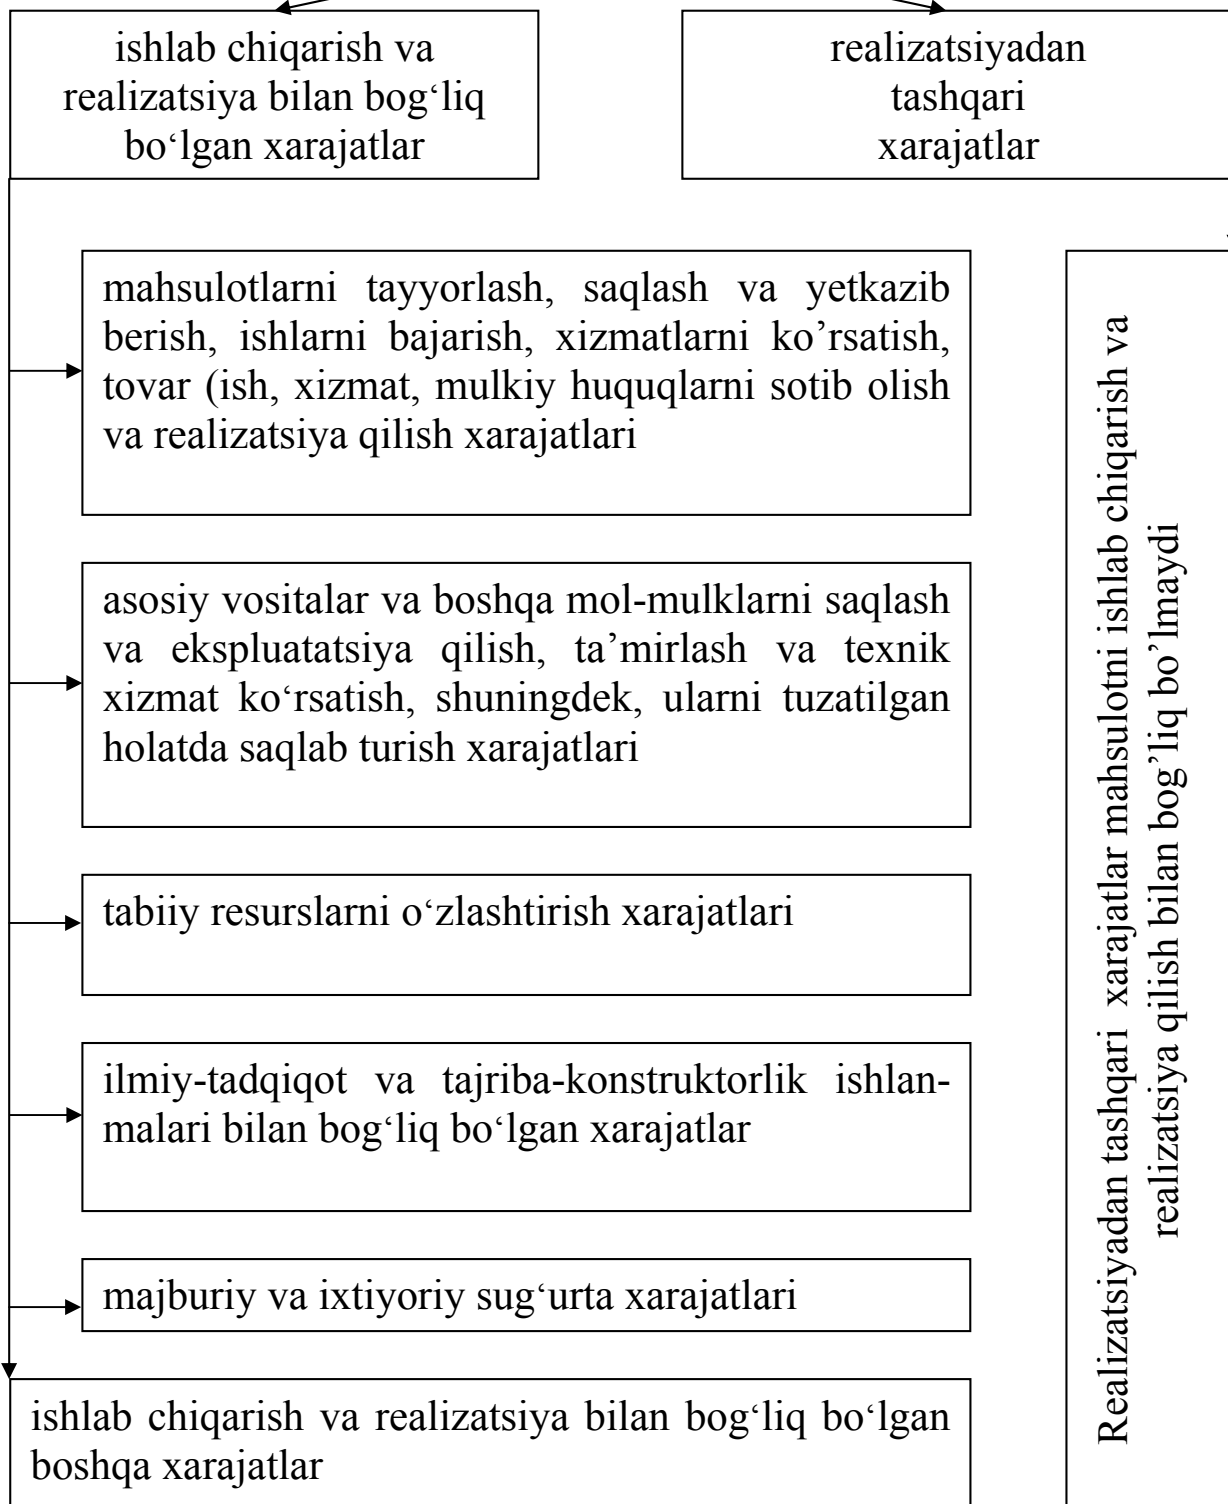 ishlab chiqarish va
realizatsiya bilan bog‘liq
bo‘lgan xarajatlar
realizatsiyadan
tashqari
xarajatlar
mahsulotlarni tayyorlash, saqlash va yetkazib
berish, ishlarni bajarish, xizmatlarni ko’rsatish,
tovar (ish, xizmat, mulkiy huquqlarni sotib olish
va realizatsiya qilish xarajatlari
asosiy vositalar va boshqa mol-mulklarni saqlash
va ekspluatatsiya qilish, ta’mirlash va texnik
xizmat ko‘rsatish, shuningdek, ularni tuzatilgan
holatda saqlab turish xarajatlari
tabiiy resurslarni o‘zlashtirish xarajatlari
ilmiy-tadqiqot va tajriba-konstruktorlik ishlan-
malari bilan bog‘liq bo‘lgan xarajatlar
majburiy va ixtiyoriy sug‘urta xarajatlari
ishlab chiqarish va realizatsiya bilan bog‘liq bo‘lgan
boshqa xarajatlar
Realizatsiyadan tashqari xarajatlar mahsulotni ishlab chiqarish va
realizatsiya qilish bilan bog’liq bo’lmaydi